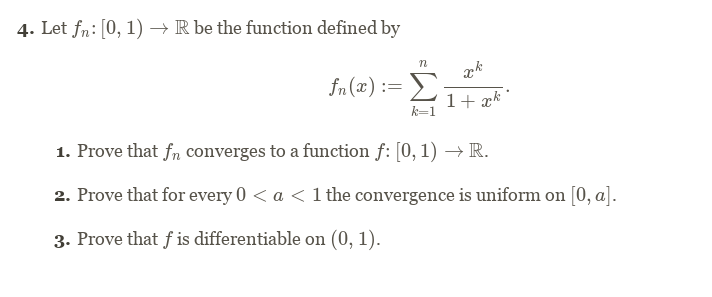 4. Let $f_n : [0, 1) \to \mathbb{R}$ be the function defined by
$$f_n(x) := \sum_{k=1}^{n} \frac{x^k}{1 + x^k}.$$
1. Prove that $f_n$ converges to a function $f : [0, 1) \to \mathbb{R}$.
2. Prove that for every $0 < a < 1$ the convergence is uniform on $[0, a]$.
3. Prove that $f$ is differentiable on $(0, 1)$.